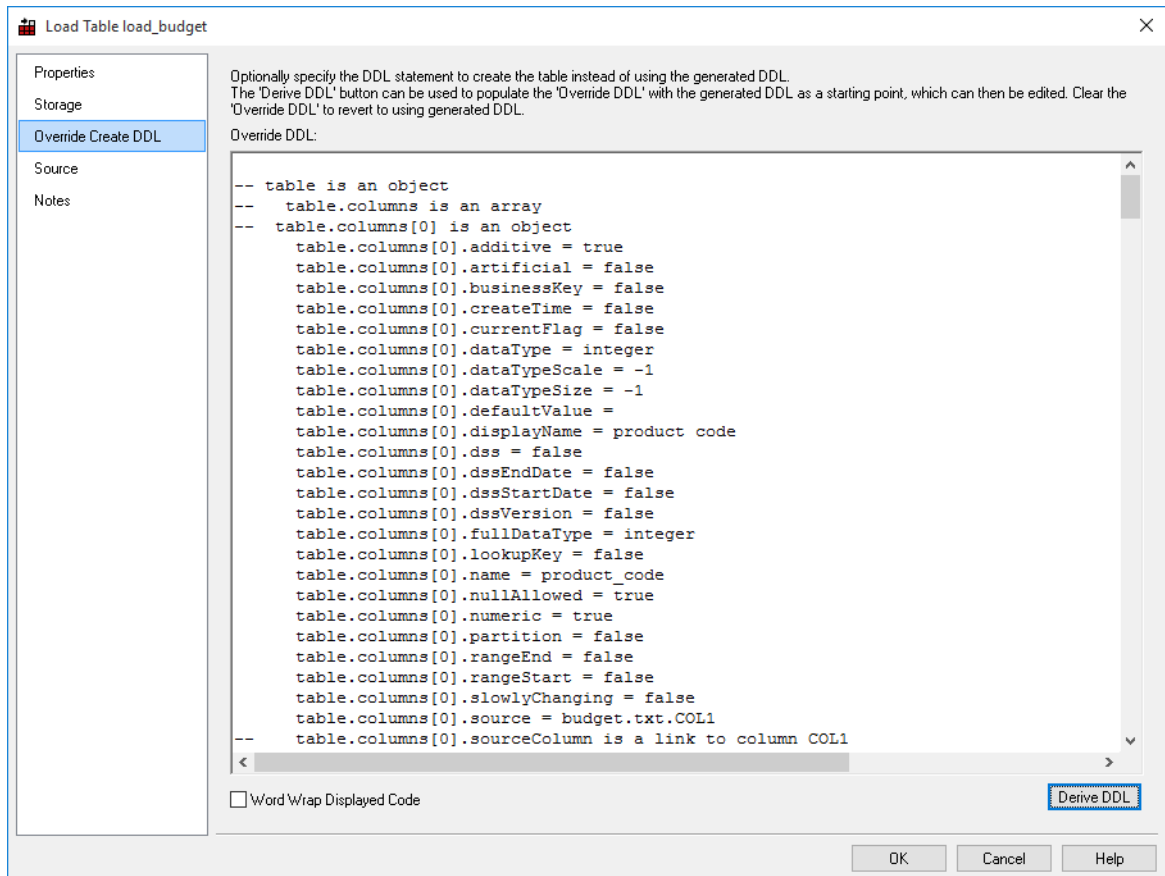 Load Table load_budget
Properties
Storage
Override Create DDL
Source
Notes
Optionally specify the DDL statement to create the table instead of using the generated DDL.
The 'Derive DDL' button can be used to populate the 'Override DDL' with the generated DDL as a starting point, which can then be edited. Clear the
'Override DDL' to revert to using generated DDL.
Override DDL:
-- table is an object
--   table.columns is an array
--  table.columns[0] is an object
table.columns[0].additive = true
table.columns[0].artificial = false
table.columns[0].businessKey = false
table.columns[0].createTime = false
table.columns[0].currentFlag = false
table.columns[0].dataType = integer
table.columns[0].dataTypeScale = -1
table.columns[0].dataTypeSize = -1
table.columns[0].defaultValue =
table.columns[0].displayName = product code
table.columns[0].dss = false
table.columns[0].dssEndDate = false
table.columns[0].dssStartDate = false
table.columns[0].dssVersion = false
table.columns[0].fullDataType = integer
table.columns[0].lookupKey = false
table.columns[0].name = product_code
table.columns[0].nullAllowed = true
table.columns[0].numeric = true
table.columns[0].partition = false
table.columns[0].rangeEnd = false
table.columns[0].rangeStart = false
table.columns[0].slowlyChanging = false
table.columns[0].source = budget.txt.COL1
--    table.columns[0].sourceColumn is a link to column COL1
Word Wrap Displayed Code
Derive DDL
OK
Cancel
Help